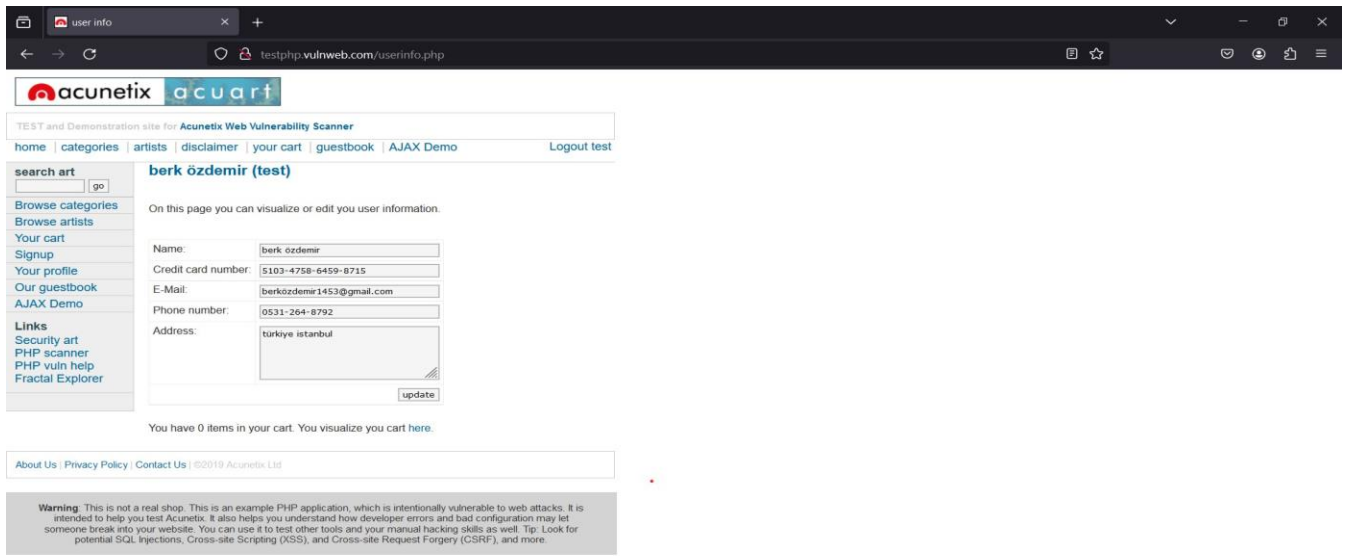 user info
testphp.vulnweb.com/userinfo.php
acunetix acuart
TEST and Demonstration site for Acunetix Web Vulnerability Scanner
home | categories | artists | disclaimer | your cart | guestbook | AJAX Demo
Logout test
search art
go
Browse categories
Browse artists
Your cart
Signup
Your profile
Our guestbook
AJAX Demo
Links
Security art
PHP scanner
PHP vuln help
Fractal Explorer
berk özdemir (test)
On this page you can visualize or edit you user information.
Name: berk özdemir
Credit card number: 5103-4758-6459-8715
E-Mail: berközdemir1453@gmail.com
Phone number: 0531-264-8792
Address: türkiye istanbul
update
You have 0 items in your cart. You visualize you cart here.
About Us | Privacy Policy | Contact Us | ©2019 Acunetix Ltd
Warning: This is not a real shop. This is an example PHP application, which is intentionally vulnerable to web attacks. It is
intended to help you test Acunetix. It also helps you understand how developer errors and bad configuration may let
someone break into your website. You can use it to test other tools and your manual hacking skills as well. Tip: Look for
potential SQL Injections, Cross-site Scripting (XSS), and Cross-site Request Forgery (CSRF), and more.